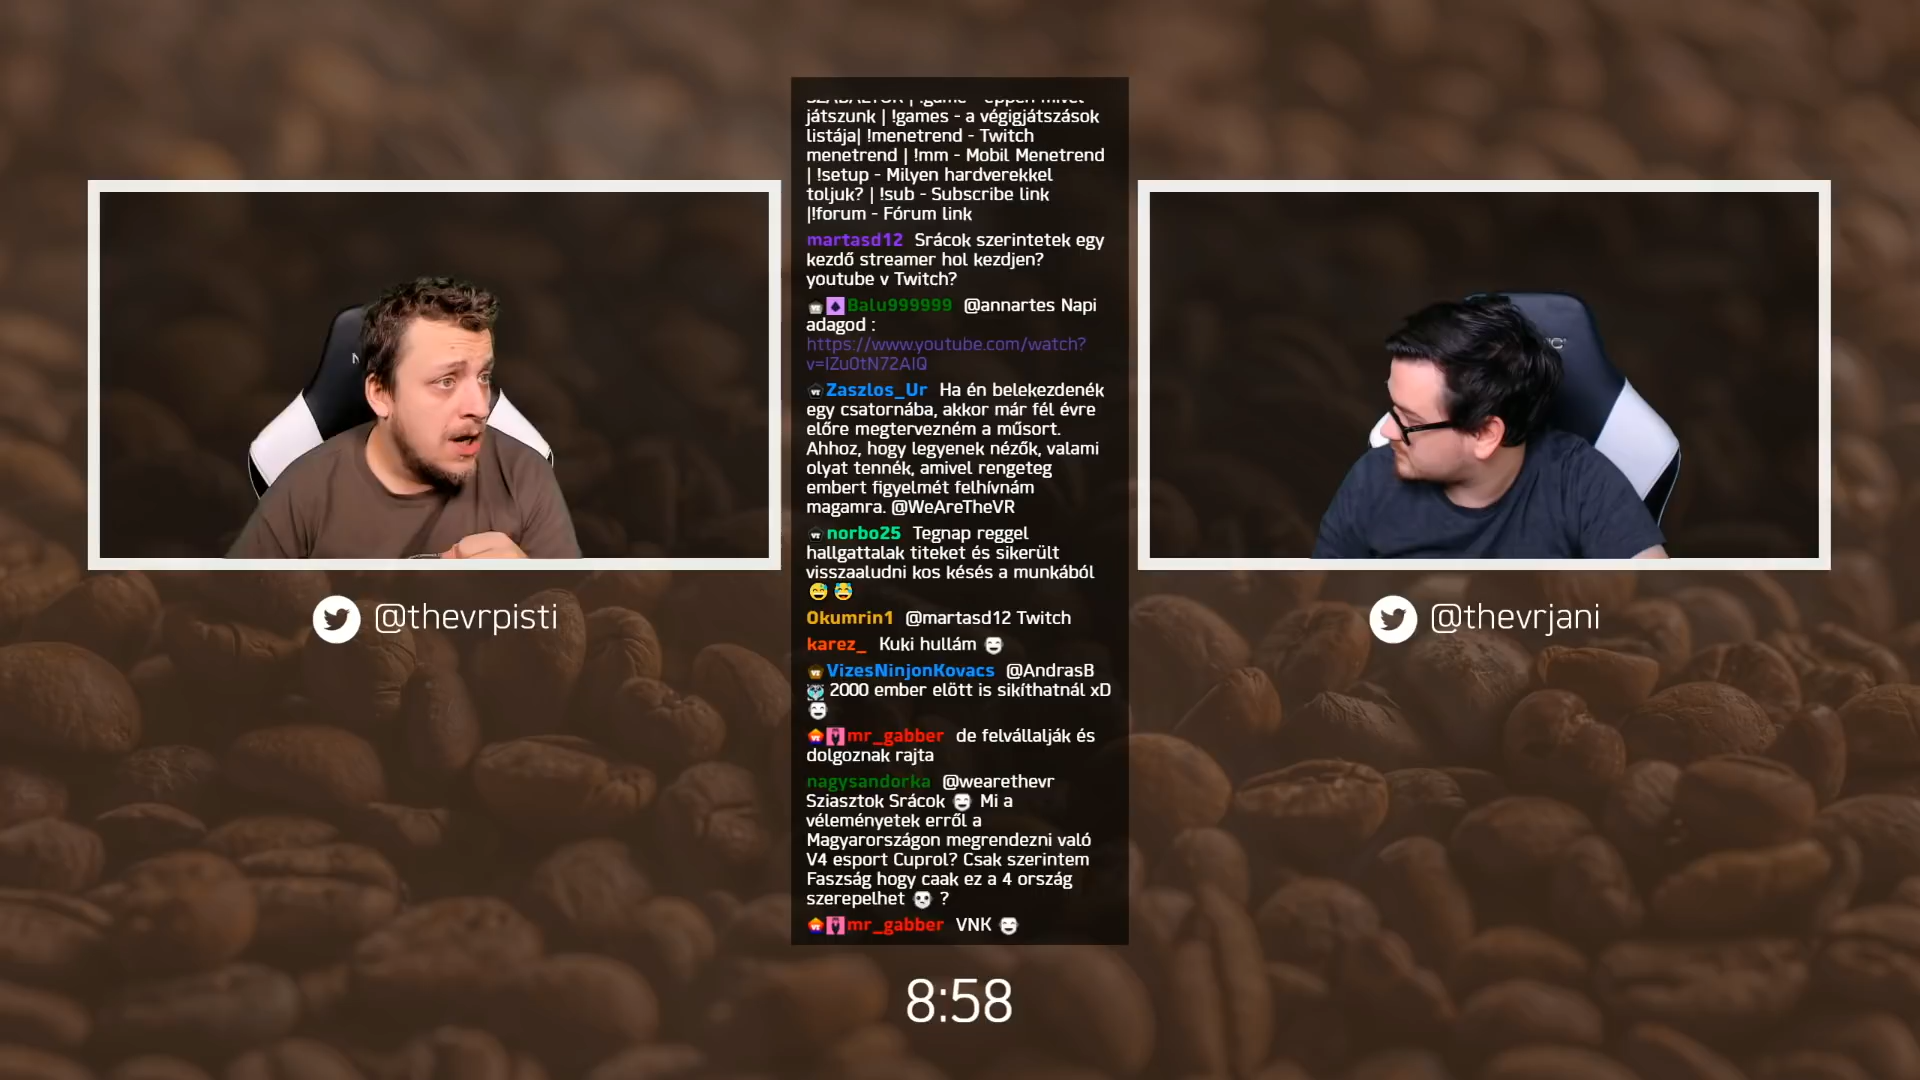 játszunk | !games - a végigjátszások
listája| !menetrend - Twitch
menetrend | !mm - Mobil Menetrend
| !setup - Milyen hardverekkel
toljuk? | !sub - Subscribe link
|!forum - Fórum link
martasd12 Srácok szerintetek egy
kezdő streamer hol kezdjen?
youtube v Twitch?
Balu999999 @annartes Napi
adagod :
https://www.youtube.com/watch?
Zaszlos_Ur Ha én belekezdenék
egy csatornába, akkor már fél évre
előre megtervezném a műsort.
Ahhoz, hogy legyenek nézők, valami
olyat tennék, amivel rengeteg
embert figyelmét felhívnám
magamra. @WeAreTheVR
norbo25 Tegnap reggel
hallgattalak titeket és sikerült
visszaaludni kos késés a munkából
😅 😂
Okumrin1 @martasd12 Twitch
karez_ Kuki hullám
VizesNinjonKovacs @AndrasB
2000 ember elött is sikíthatnál xD
mr_gabber de felvállalják és
dolgoznak rajta
nagysandorka @wearethevr
Sziasztok Srácok Mi a
véleményetek erről a
Magyarországon megrendezni való
V4 esport Cuprol? Csak szerintem
Faszság hogy caak ez a 4 ország
szerepelhet ?
mr_gabber VNK
@thevrpisti
@thevrjani
8:58